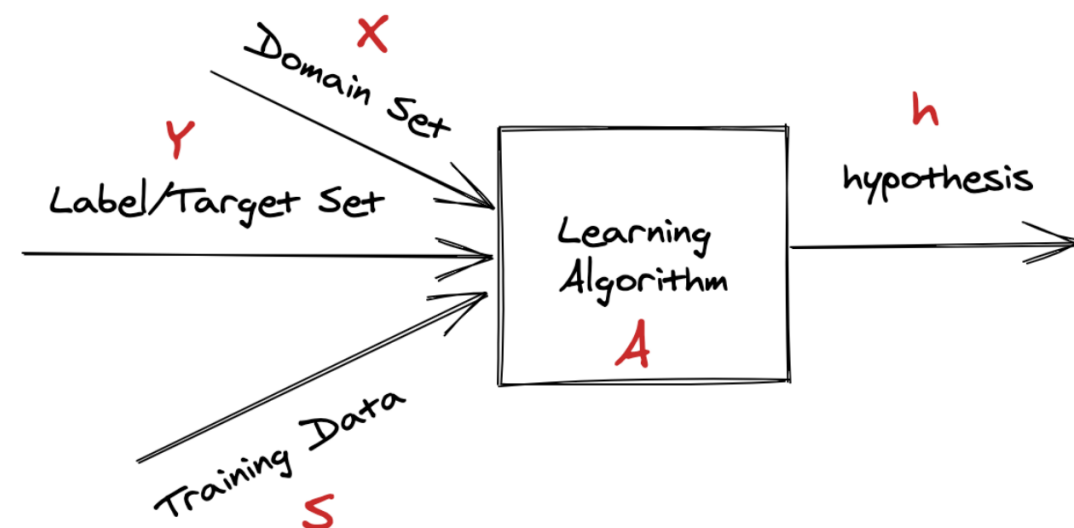 X
Domain Set
Y
Label/Target Set
Training Data
S
Learning
Algorithm
A
h
hypothesis